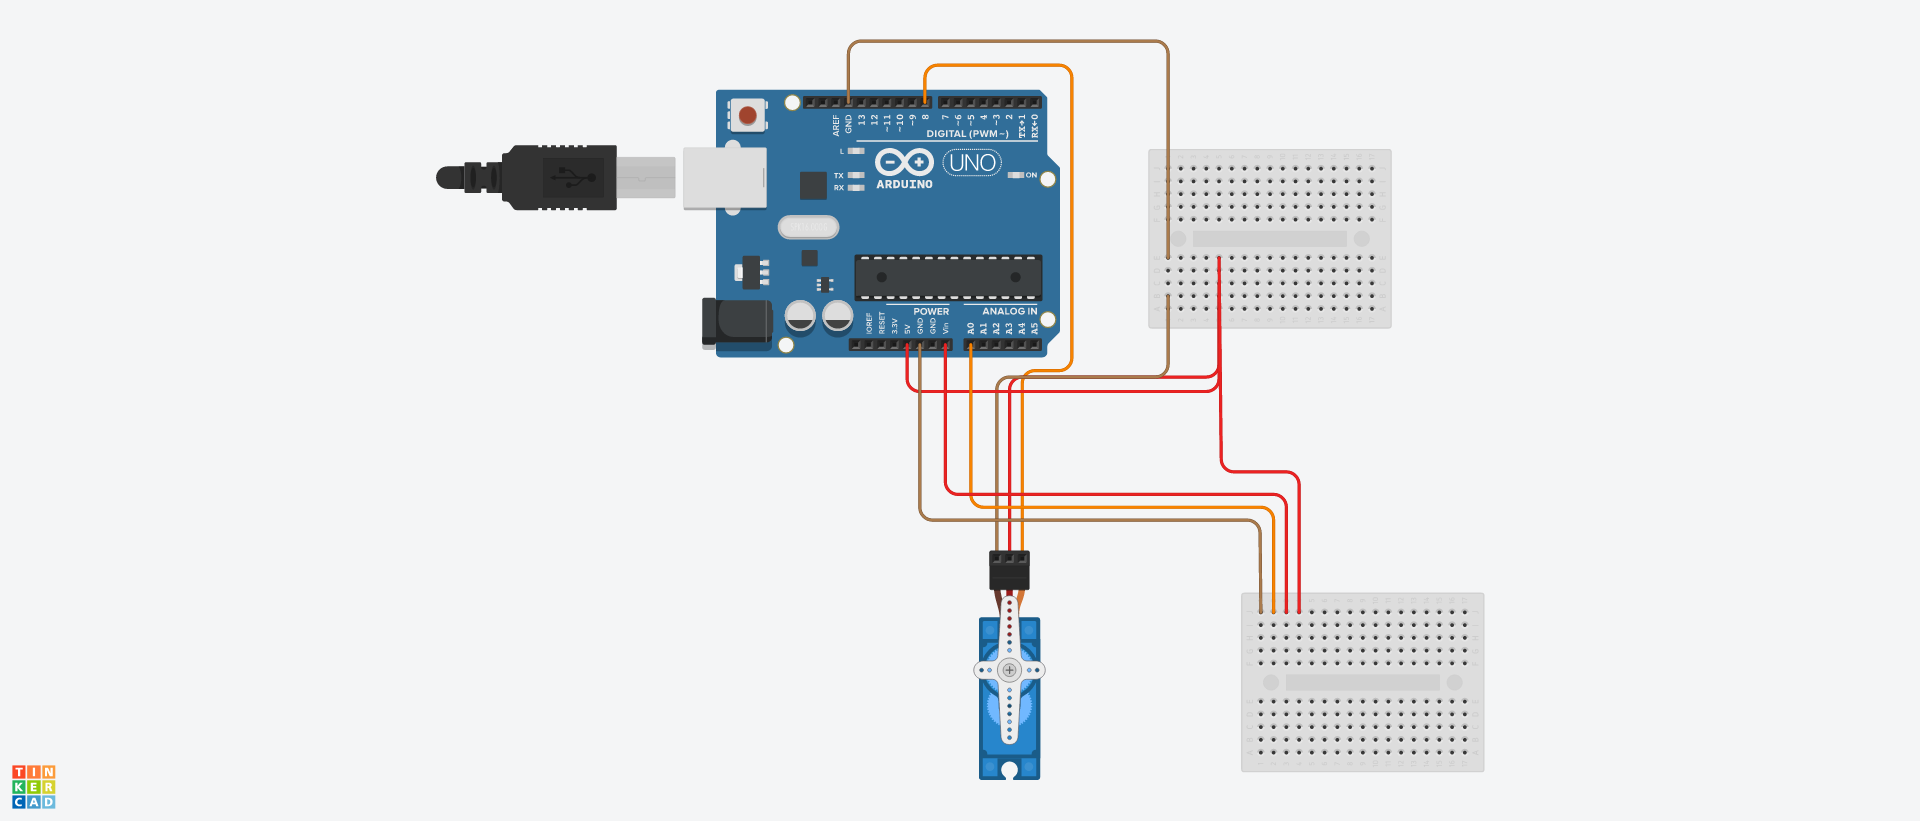 AREF
GND
13
12
~11
~10
~9
8
7
~6
~5
4
~3
2
TX→1
RX←0
DIGITAL (PWM~)
L
TX
RX
ARDUINO
UNO
ON
POWER
ANALOG IN
IOREF
RESET
3.3V
5V
GND
GND
Vin
A0
A1
A2
A3
A4
A5
TIN
KER
CAD